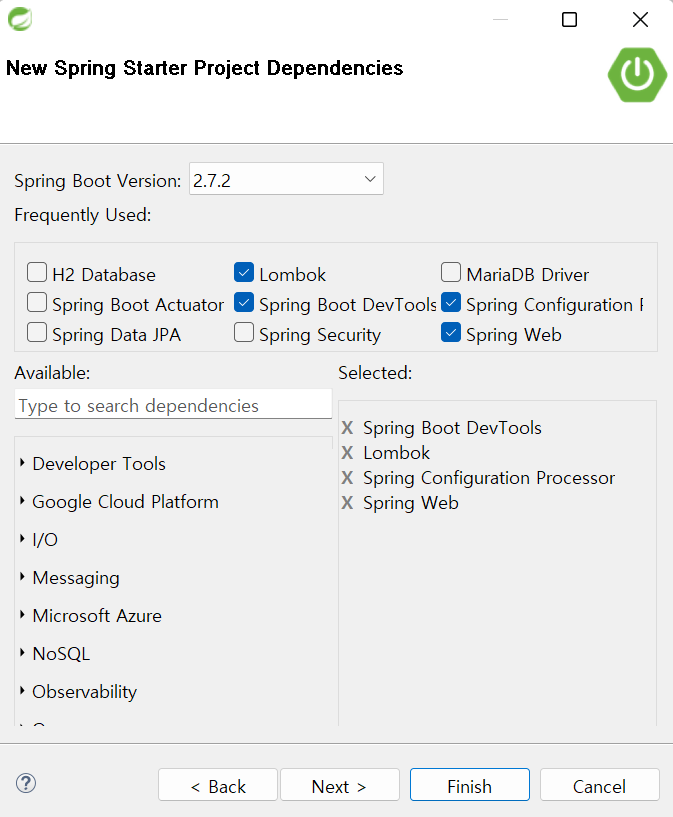 New Spring Starter Project Dependencies
Spring Boot Version: 2.7.2
Frequently Used:
H2 Database Lombok MariaDB Driver
Spring Boot Actuator Spring Boot DevTools Spring Configuration
Spring Data JPA Spring Security Spring Web
Available: Selected:
Type to search dependencies
X Spring Boot DevTools
X Lombok
X Spring Configuration Processor
X Spring Web
Developer Tools
Google Cloud Platform
I/O
Messaging
Microsoft Azure
NoSQL
Observability
? < Back Next > Finish Cancel